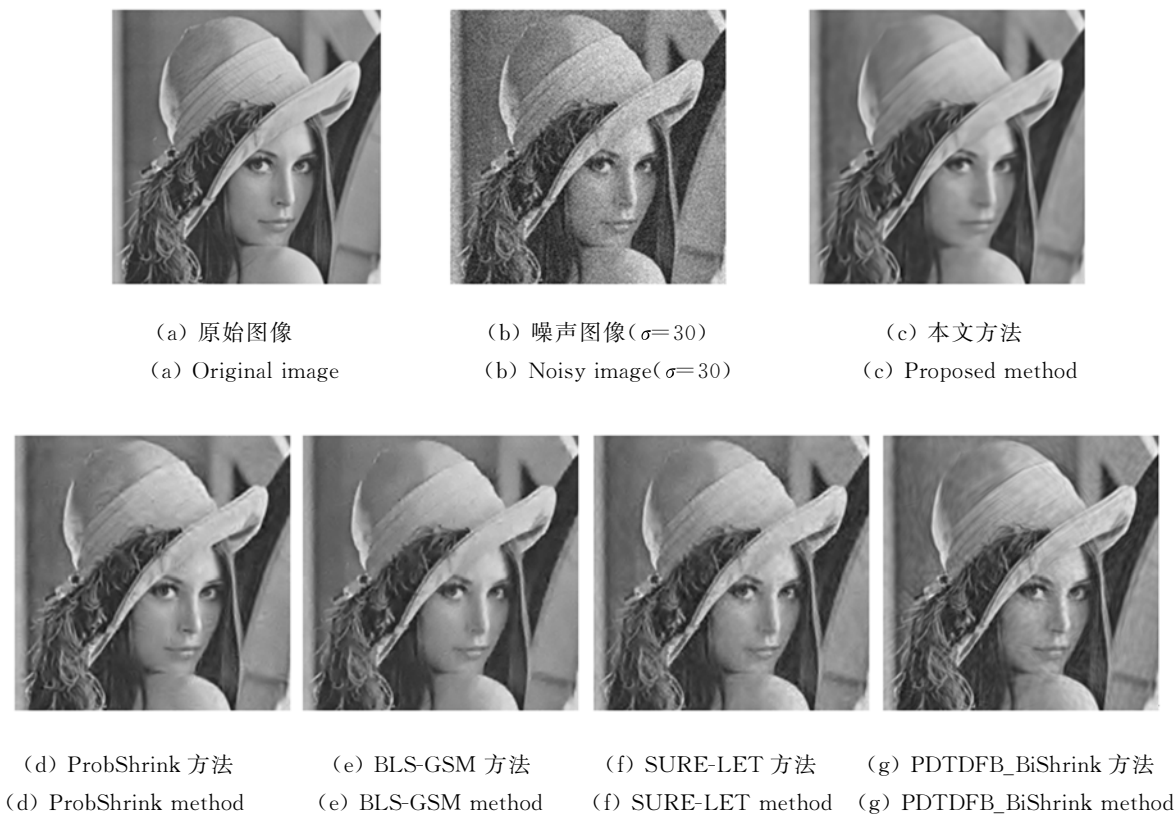 (a) 原始图像
(b) 噪声图像(σ=30)
(c) 本文方法
(a) Original image
(b) Noisy image(σ=30)
(c) Proposed method
(d) ProbShrink 方法
(e) BLS-GSM 方法
(f) SURE-LET 方法
(g) PDTDFB_BiShrink 方法
(d) ProbShrink method
(e) BLS-GSM method
(f) SURE-LET method
(g) PDTDFB_BiShrink method